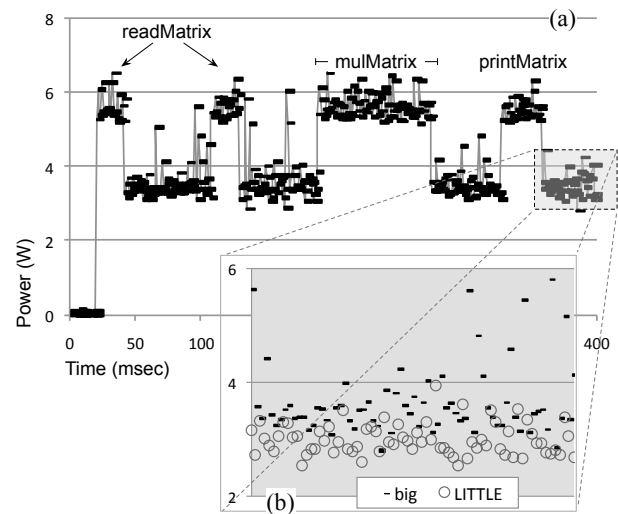 (a)
8
readMatrix
mulMatrix
printMatrix
6
4
2
0
Power (W)
Time (msec)
50
100
400
6
4
2
(b)
big
LITTLE